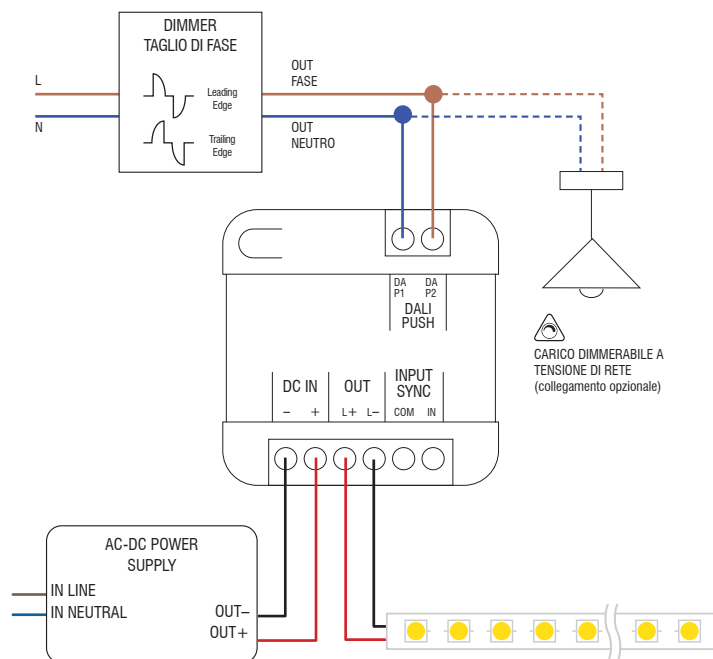 DIMMER
TAGLIO DI FASE
Leading
Edge
Trailing
Edge
L
N
OUT
FASE
OUT
NEUTRO
DA
P1
DA
P2
DALI
PUSH
CARICO DIMMERABILE A
TENSIONE DI RETE
(collegamento opzionale)
DC IN
OUT
INPUT
SYNC
– + L+ L– COM IN
AC-DC POWER
SUPPLY
IN LINE
IN NEUTRAL
OUT–
OUT+